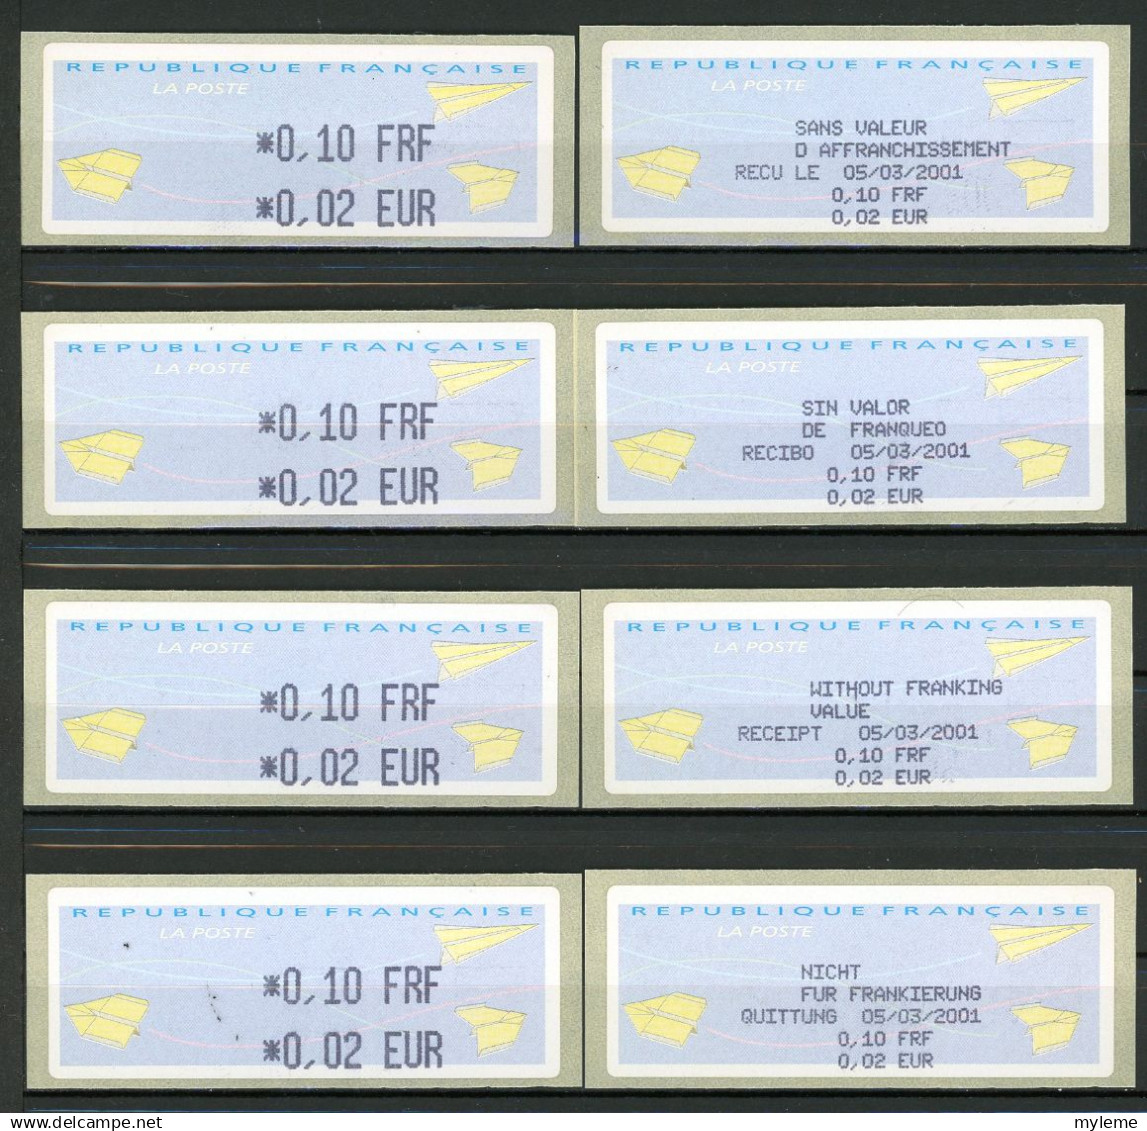 REPUBLIQUE FRANÇAISE
LA POSTE
*0,10 FRF
*0,02 EUR
REPUBLIQUE FRANÇAISE
LA POSTE
SANS VALEUR
D AFFRANCHISSEMENT
RECU LE 05/03/2001
0,10 FRF
0,02 EUR
REPUBLIQUE FRANÇAISE
LA POSTE
*0,10 FRF
*0,02 EUR
REPUBLIQUE FRANÇAISE
LA POSTE
SIN VALOR
DE FRANQUEO
RECIBO 05/03/2001
0,10 FRF
0,02 EUR
REPUBLIQUE FRANÇAISE
LA POSTE
*0,10 FRF
*0,02 EUR
REPUBLIQUE FRANÇAISE
LA POSTE
WITHOUT FRANKING
VALUE
RECEIPT 05/03/2001
0,10 FRF
0,02 EUR
REPUBLIQUE FRANÇAISE
LA POSTE
*0,10 FRF
*0,02 EUR
REPUBLIQUE FRANÇAISE
LA POSTE
NICHT
FUR FRANKIERUNG
QUITTUNG 05/03/2001
0,10 FRF
0,02 EUR
myleme